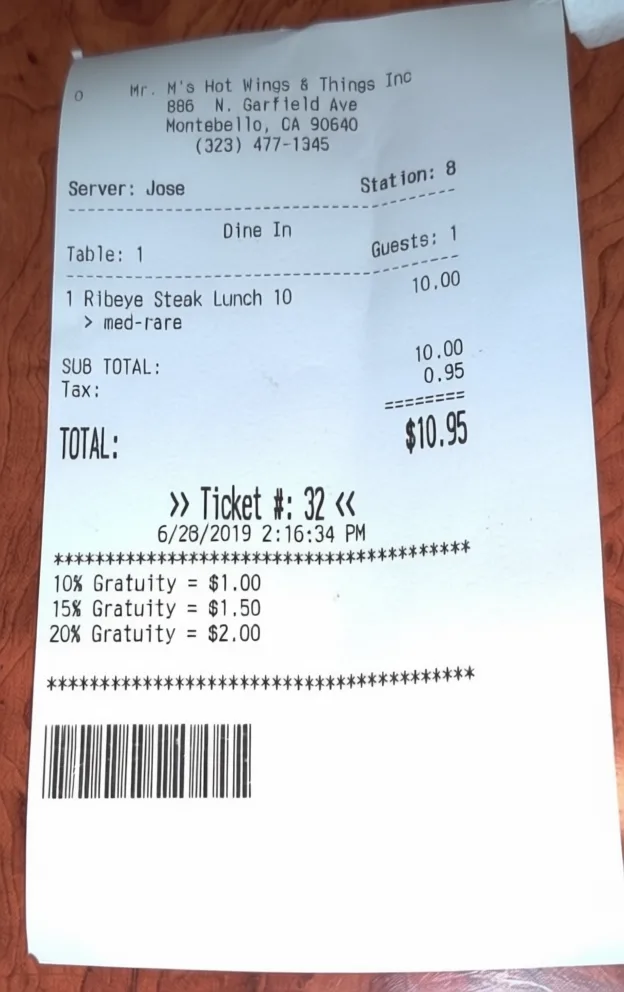 O
Mr. M's Hot Wings & Things Inc
886 N. Garfield Ave
Montebello, CA 90640
(323) 477-1345
Server: Jose Station: 8
Dine In
Table: 1 Guests: 1
1 Ribeye Steak Lunch 10 10.00
> med-rare
SUB TOTAL: 10.00
Tax: 0.95
========
TOTAL: $10.95
>> Ticket #: 32 <<
6/28/2019 2:16:34 PM
****************************************
10% Gratuity = $1.00
15% Gratuity = $1.50
20% Gratuity = $2.00
****************************************